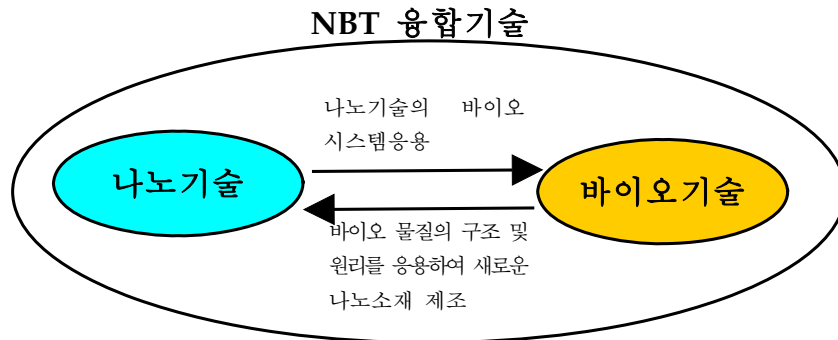 NBT 융합기술
나노기술의 바이오
시스템응용
나노기술
바이오기술
바이오 물질의 구조 및
원리를 응용하여 새로운
나노소재 제조